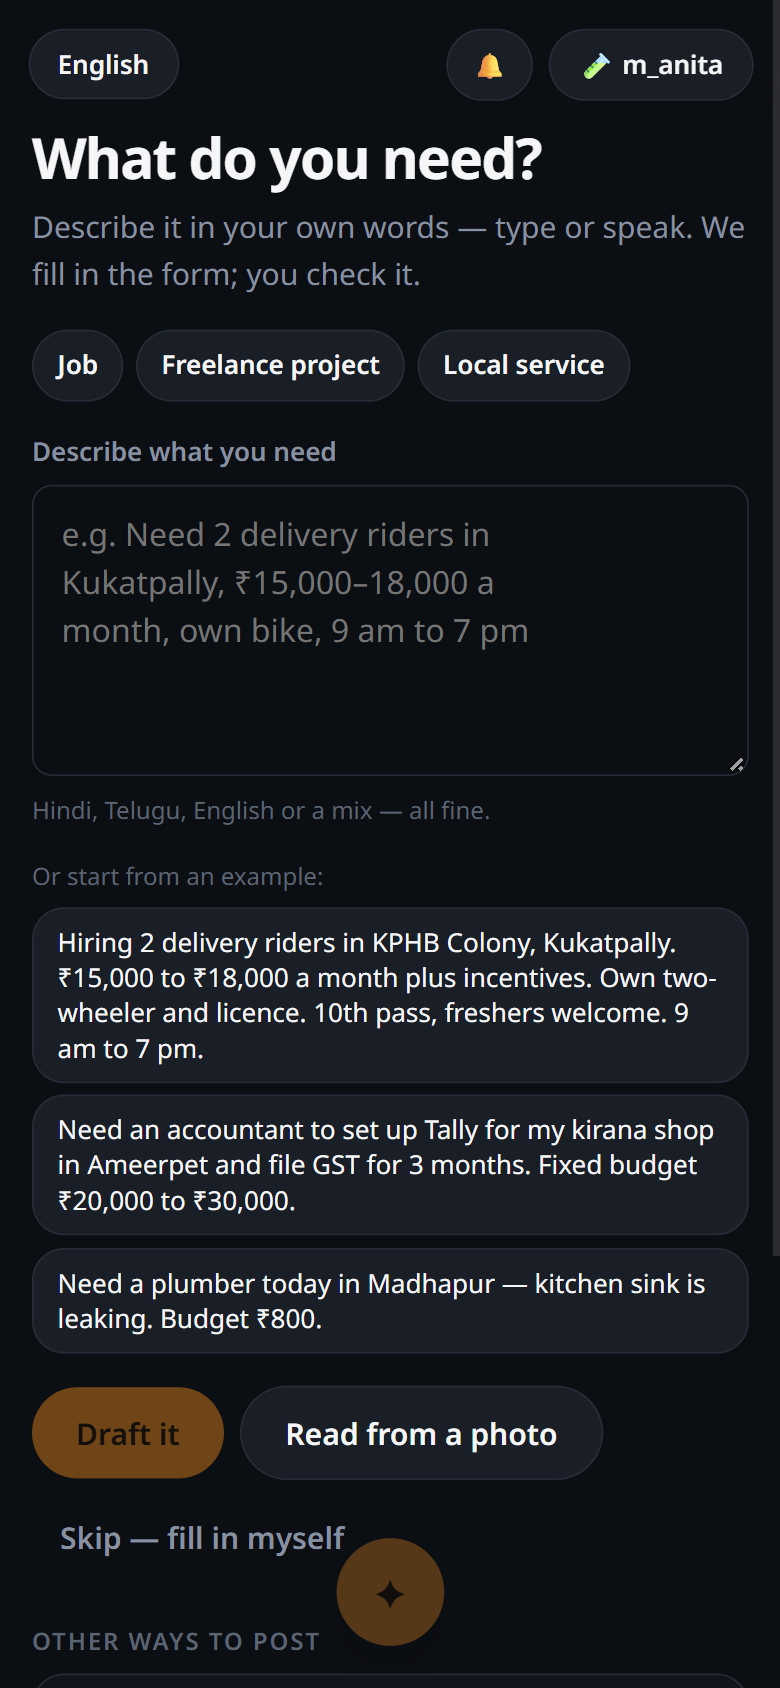 English
🔔
🧪 m_anita
What do you need?
Describe it in your own words — type or speak. We
fill in the form; you check it.
Job
Freelance project
Local service
Describe what you need
e.g. Need 2 delivery riders in
Kukatpally, ₹15,000–18,000 a
month, own bike, 9 am to 7 pm
Hindi, Telugu, English or a mix — all fine.
Or start from an example:
Hiring 2 delivery riders in KPHB Colony, Kukatpally.
₹15,000 to ₹18,000 a month plus incentives. Own two-
wheeler and licence. 10th pass, freshers welcome. 9
am to 7 pm.
Need an accountant to set up Tally for my kirana shop
in Ameerpet and file GST for 3 months. Fixed budget
₹20,000 to ₹30,000.
Need a plumber today in Madhapur — kitchen sink is
leaking. Budget ₹800.
Draft it
Read from a photo
Skip — fill in myself
OTHER WAYS TO POST